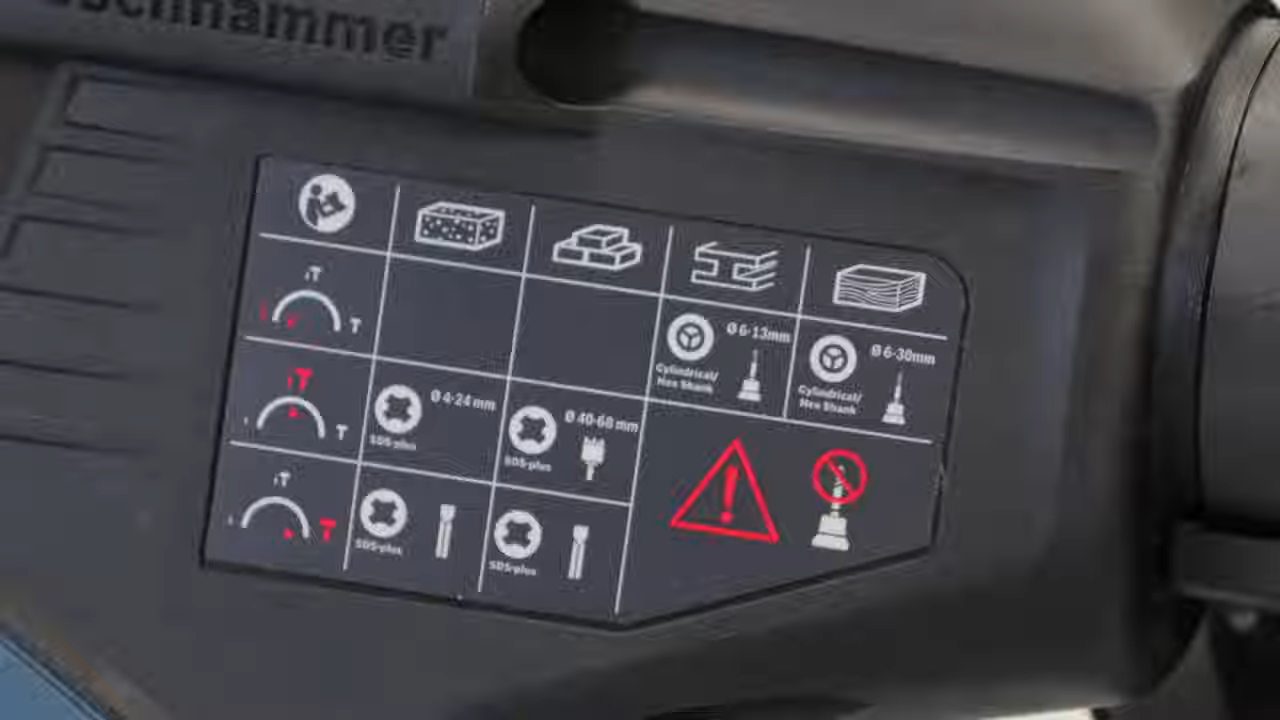 schhammer
T
T
Ø 6-13mm
Cylindrical/
Hex Shank
Ø 6-30mm
Cylindrical/
Hex Shank
T
T
Ø 4-24 mm
SDS-plus
Ø 40-68 mm
SDS-plus
T
T
SDS-plus
SDS-plus